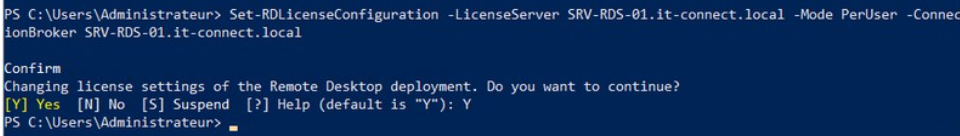 PS C:\Users\Administrateur> Set-RDLicenseConfiguration -LicenseServer SRV-RDS-01.it-connect.local -Mode PerUser -Connec
ionBroker SRV-RDS-01.it-connect.local
Confirm
Changing license settings of the Remote Desktop deployment. Do you want to continue?
[Y] Yes  [N] No  [S] Suspend  [?] Help (default is "Y"): Y
PS C:\Users\Administrateur>